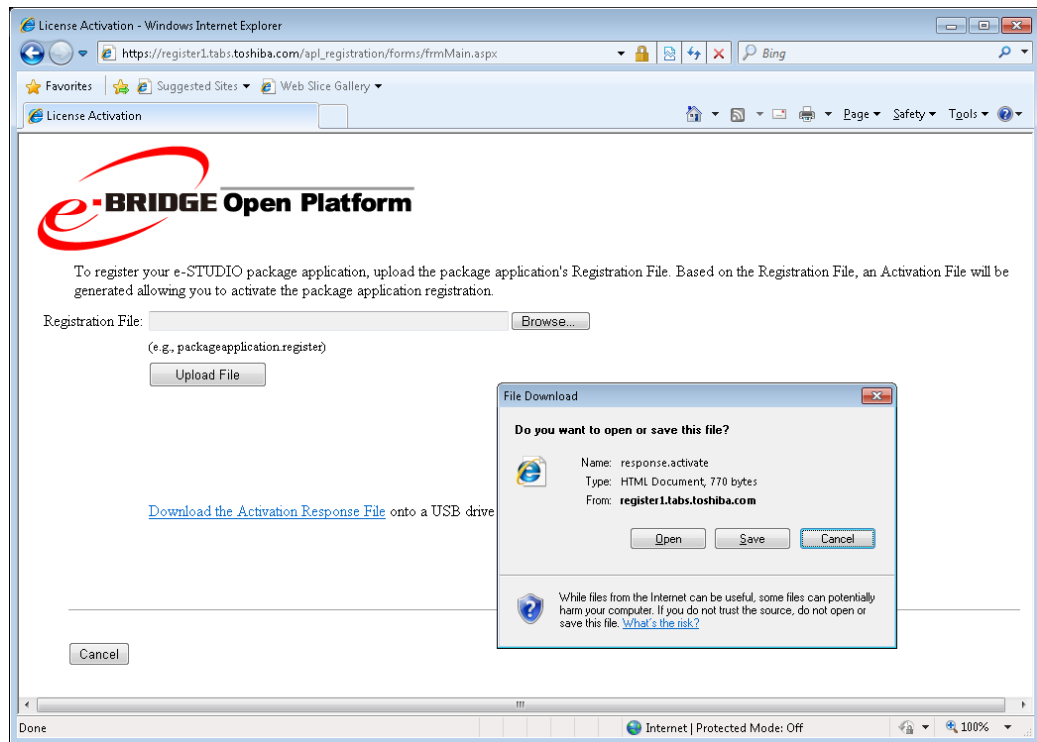 License Activation - Windows Internet Explorer
https://register1.tabs.toshiba.com/apl_registration/forms/frmMain.aspx
Bing
Favorites
Suggested Sites
Web Slice Gallery
License Activation
Page
Safety
Tools
e-BRIDGE Open Platform
To register your e-STUDIO package application, upload the package application's Registration File. Based on the Registration File, an Activation File will be
generated allowing you to activate the package application registration.
Registration File:
Browse...
(e.g., packageapplication.register)
Upload File
File Download
Do you want to open or save this file?
Name: response.activate
Type: HTML Document, 770 bytes
From: register1.tabs.toshiba.com
Download the Activation Response File onto a USB drive
Open
Save
Cancel
While files from the Internet can be useful, some files can potentially
harm your computer. If you do not trust the source, do not open or
save this file. What's the risk?
Cancel
Done
Internet | Protected Mode: Off
100%